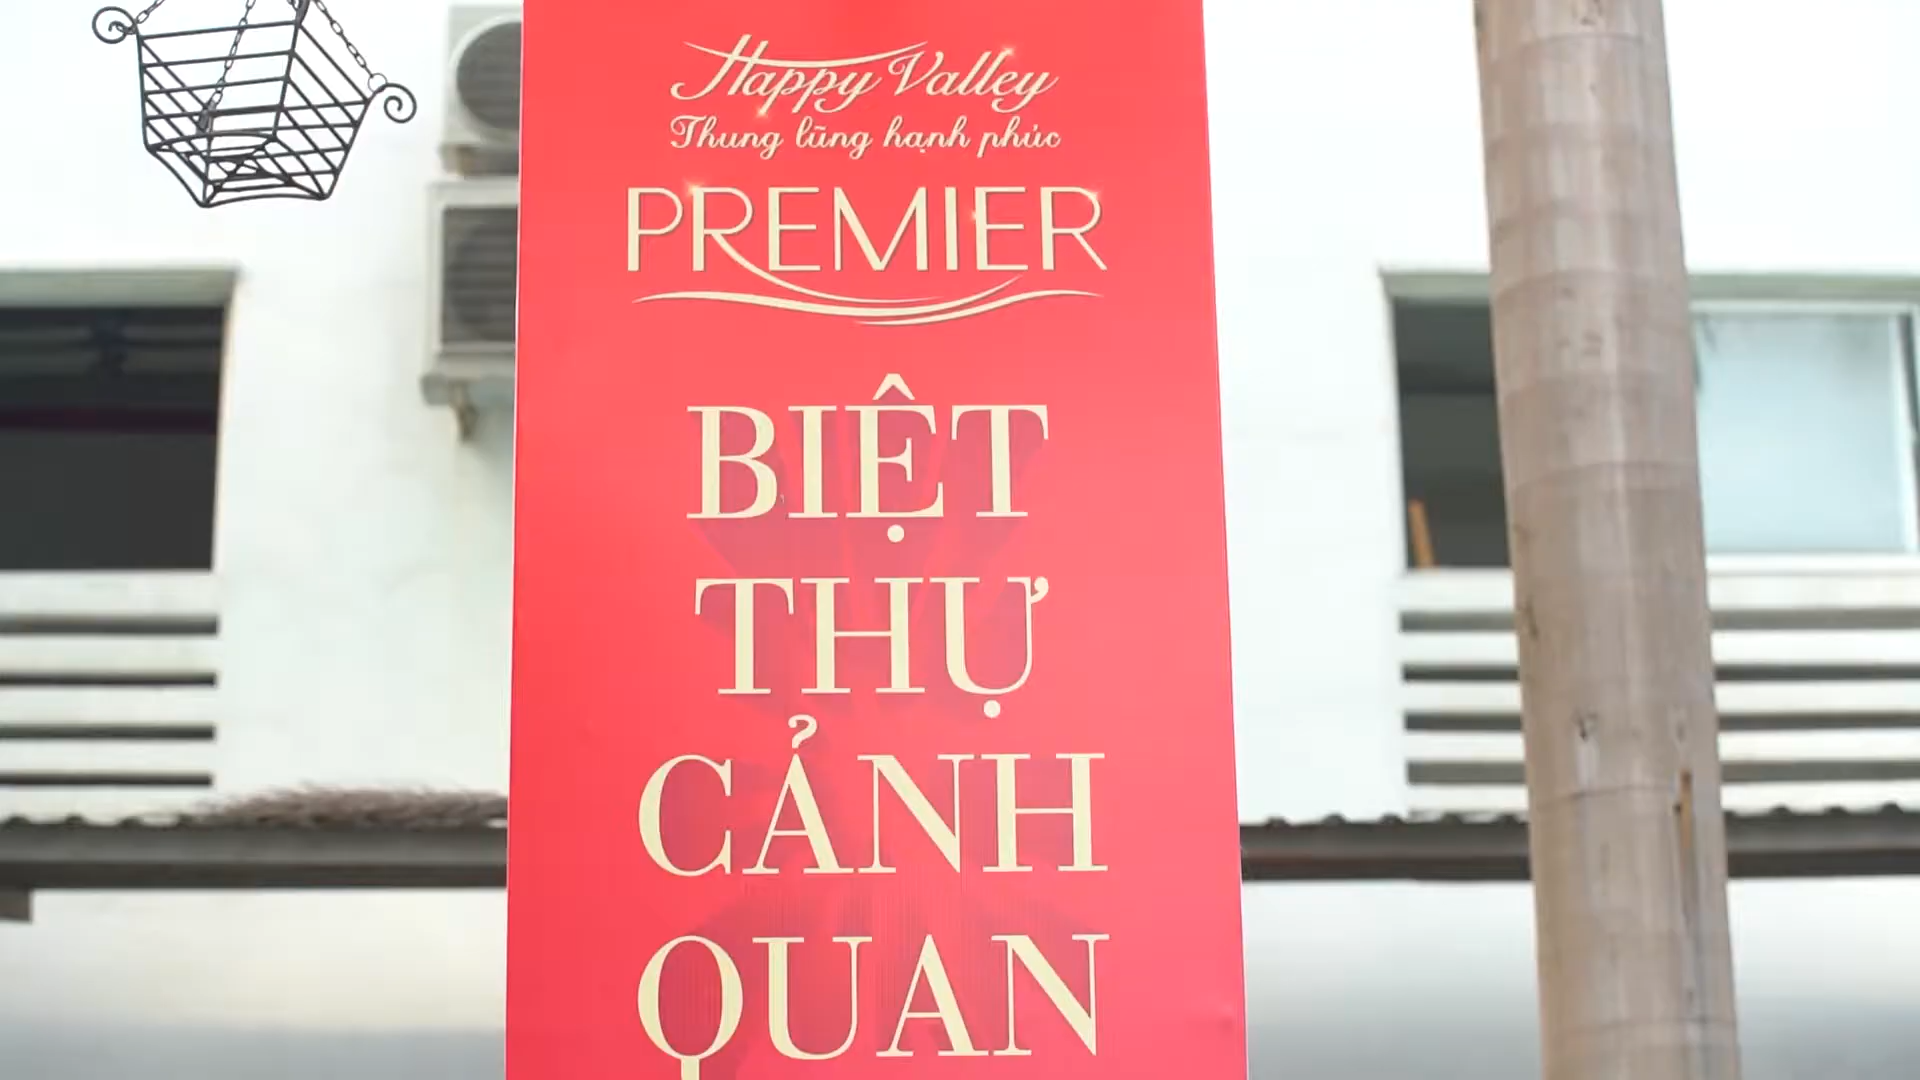 Happy Valley
Thung lũng hạnh phúc
PREMIER
BIỆT
THỰ
CẢNH
QUAN